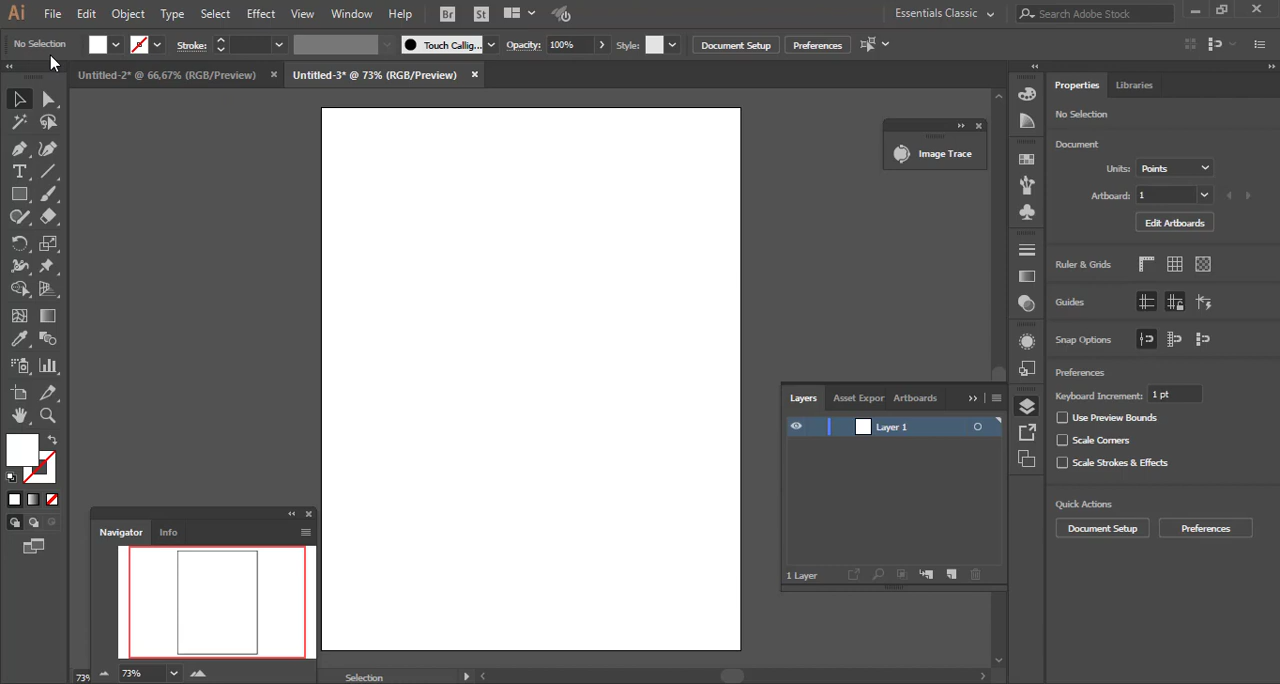 Ai File Edit Object Type Select Effect View Window Help Br St Essentials Classic Search Adobe Stock
No Selection Stroke: Touch Callig... Opacity: 100% Style: Document Setup Preferences
Untitled-2* @ 66,67% (RGB/Preview) Untitled-3* @ 73% (RGB/Preview)
Properties Libraries
No Selection
Document
Units: Points
Artboard: 1
Edit Artboards
Ruler & Grids
Guides
Snap Options
Preferences
Keyboard Increment: 1 pt
Use Preview Bounds
Scale Corners
Scale Strokes & Effects
Quick Actions
Document Setup Preferences
Image Trace
Layers Asset Expor Artboards
Layer 1
1 Layer
Navigator Info
73%
73%
Selection